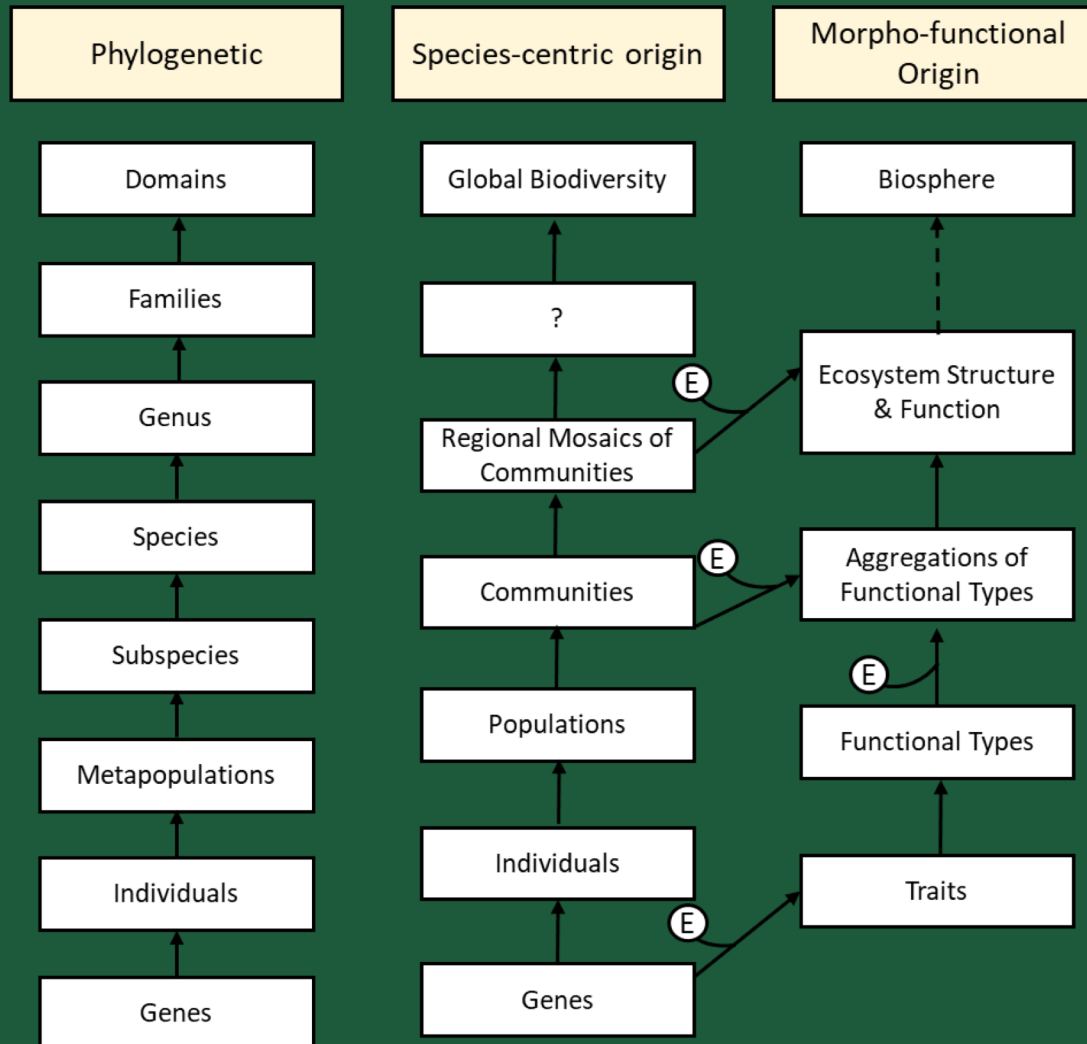 Phylogenetic
Species-centric origin
Morpho-functional
Origin
Domains
Families
Genus
Species
Subspecies
Metapopulations
Individuals
Genes
Global Biodiversity
?
Regional Mosaics of
Communities
Communities
Populations
Individuals
Genes
E
E
E
Biosphere
Ecosystem Structure
& Function
Aggregations of
Functional Types
E
Functional Types
Traits